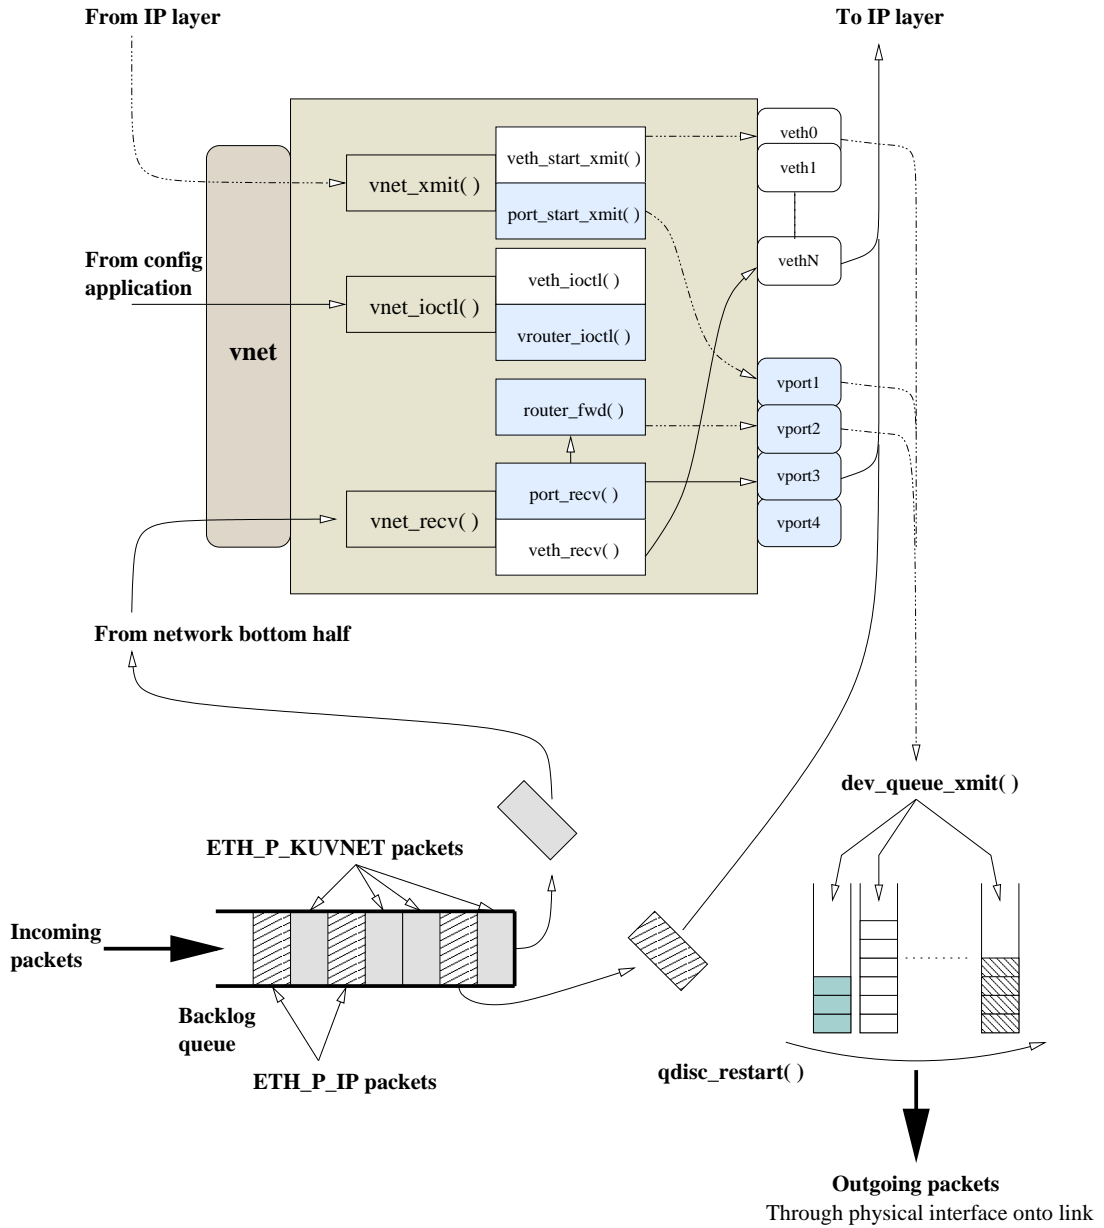 From IP layer
To IP layer
veth0
veth_start_xmit( )
veth1
vnet_xmit( )
port_start_xmit( )
From config
application
vethN
veth_ioctl( )
vnet_ioctl( )
vrouter_ioctl( )
vnet
vport1
router_fwd( )
vport2
vport3
port_recv( )
vnet_recv( )
vport4
veth_recv( )
From network bottom half
dev_queue_xmit( )
ETH_P_KUVNET packets
Incoming
packets
Backlog
queue
ETH_P_IP packets
qdisc_restart( )
Outgoing packets
Through physical interface onto link